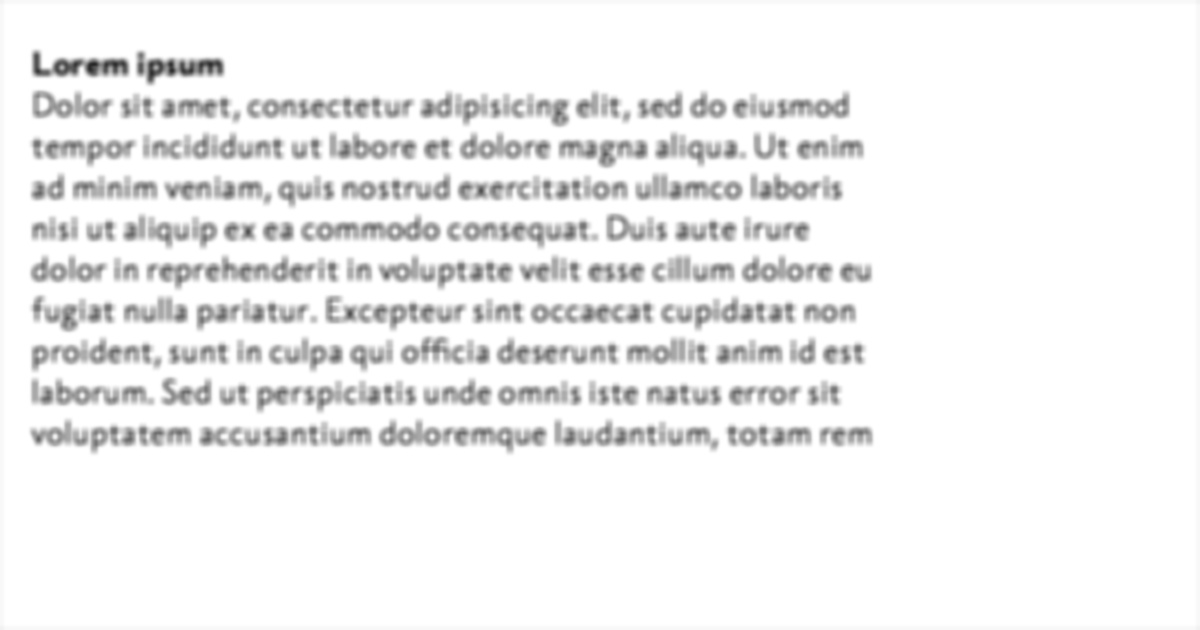 Lorem ipsum
Dolor sit amet, consectetur adipisicing elit, sed do eiusmod
tempor incididunt ut labore et dolore magna aliqua. Ut enim
ad minim veniam, quis nostrud exercitation ullamco laboris
nisi ut aliquip ex ea commodo consequat. Duis aute irure
dolor in reprehenderit in voluptate velit esse cillum dolore eu
fugiat nulla pariatur. Excepteur sint occaecat cupidatat non
proident, sunt in culpa qui officia deserunt mollit anim id est
laborum. Sed ut perspiciatis unde omnis iste natus error sit
voluptatem accusantium doloremque laudantium, totam rem